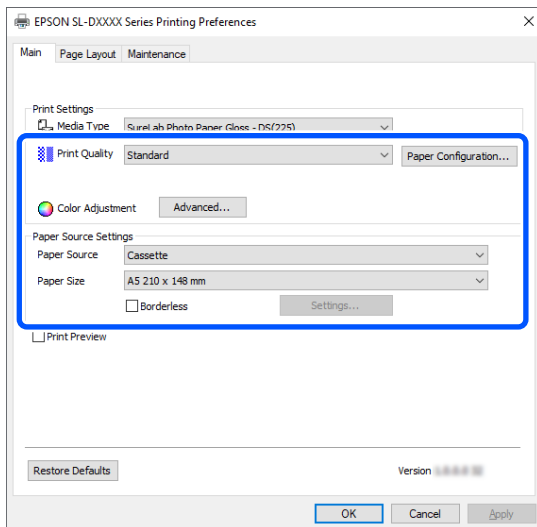 EPSON SL-DXXXX Series Printing Preferences
Main Page Layout Maintenance
Print Settings
Media Type SureLab Photo Paper Gloss - DS(225)
Print Quality Standard Paper Configuration...
Color Adjustment Advanced...
Paper Source Settings
Paper Source Cassette
Paper Size A5 210 x 148 mm
Borderless Settings...
Print Preview
Restore Defaults Version
OK Cancel Apply